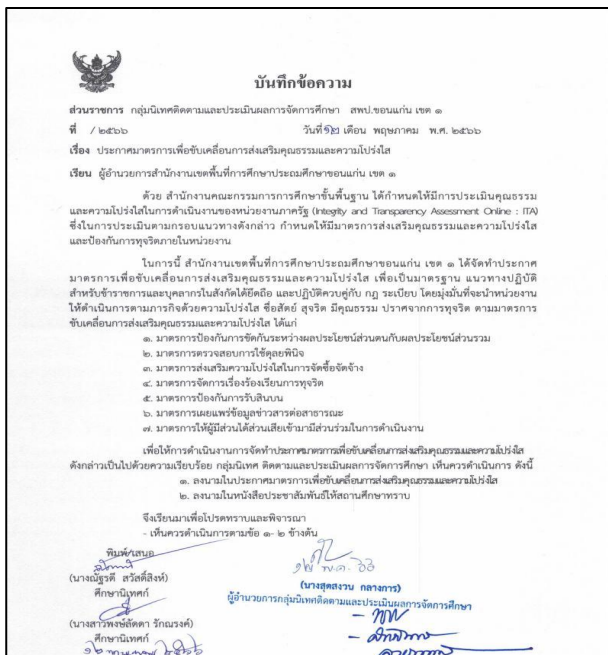 บันทึกข้อความ
ส่วนราชการ กลุ่มนิเทศติดตามและประเมินผลการจัดการศึกษา สพป.ขอนแก่น เขต ๑
ที่ / ๒๕๖๖ วันที่ ๑๒ เดือน พฤษภาคม พ.ศ. ๒๕๖๖
เรื่อง ประกาศมาตรการเพื่อขับเคลื่อนการส่งเสริมคุณธรรมและความโปร่งใส
เรียน ผู้อำนวยการสำนักงานเขตพื้นที่การศึกษาประถมศึกษาขอนแก่น เขต ๑
ด้วย สำนักงานคณะกรรมการการศึกษาขั้นพื้นฐาน ได้กำหนดให้มีการประเมินคุณธรรม
และความโปร่งใสในการดำเนินงานของหน่วยงานภาครัฐ (Integrity and Transparency Assessment Online : ITA)
ซึ่งในการประเมินตามกรอบแนวทางดังกล่าว กำหนดให้มีมาตรการส่งเสริมคุณธรรมและความโปร่งใส
และป้องกันการทุจริตภายในหน่วยงาน
ในการนี้ สำนักงานเขตพื้นที่การศึกษาประถมศึกษาขอนแก่น เขต ๑ ได้จัดทำประกาศ
มาตรการเพื่อขับเคลื่อนการส่งเสริมคุณธรรมและความโปร่งใส เพื่อเป็นมาตรฐาน แนวทางปฏิบัติ
สำหรับข้าราชการและบุคลากรในสังกัดได้ยึดถือ และปฏิบัติควบคู่กับ กฎ ระเบียบ โดยมุ่งมั่นที่จะนำหน่วยงาน
ให้ดำเนินการตามภารกิจด้วยความโปร่งใส ซื่อสัตย์ สุจริต มีคุณธรรม ปราศจากการทุจริต ตามมาตรการ
ขับเคลื่อนการส่งเสริมคุณธรรมและความโปร่งใส ได้แก่
๑. มาตรการป้องกันการขัดกันระหว่างผลประโยชน์ส่วนตนกับผลประโยชน์ส่วนรวม
๒. มาตรการตรวจสอบการใช้ดุลยพินิจ
๓. มาตรการส่งเสริมความโปร่งใสในการจัดซื้อจัดจ้าง
๔. มาตรการจัดการเรื่องร้องเรียนการทุจริต
๕. มาตรการป้องกันการรับสินบน
๖. มาตรการเผยแพร่ข้อมูลข่าวสารต่อสาธารณะ
๗. มาตรการให้ผู้มีส่วนได้ส่วนเสียเข้ามามีส่วนร่วมในการดำเนินงาน
เพื่อให้การดำเนินงานการจัดทำประกาศมาตรการเพื่อขับเคลื่อนการส่งเสริมคุณธรรมและความโปร่งใส
ดังกล่าวเป็นไปด้วยความเรียบร้อย กลุ่มนิเทศ ติดตามและประเมินผลการจัดการศึกษา เห็นควรดำเนินการ ดังนี้
๑. ลงนามในประกาศมาตรการเพื่อขับเคลื่อนการส่งเสริมคุณธรรมและความโปร่งใส
๒. ลงนามในหนังสือประชาสัมพันธ์ให้สถานศึกษาทราบ
จึงเรียนมาเพื่อโปรดทราบและพิจารณา
- เห็นควรดำเนินการตามข้อ ๑- ๒ ข้างต้น
พิมพ์/เสนอ
๑๒ พ.ค. ๖๖
(นางณัฐรดี สวัสดิ์สิงห์)
ศึกษานิเทศก์
(นางสุดสงวน กลางการ)
ผู้อำนวยการกลุ่มนิเทศติดตามและประเมินผลการจัดการศึกษา
(นางสาวพงษ์ลัดดา รักณรงค์)
ศึกษานิเทศก์